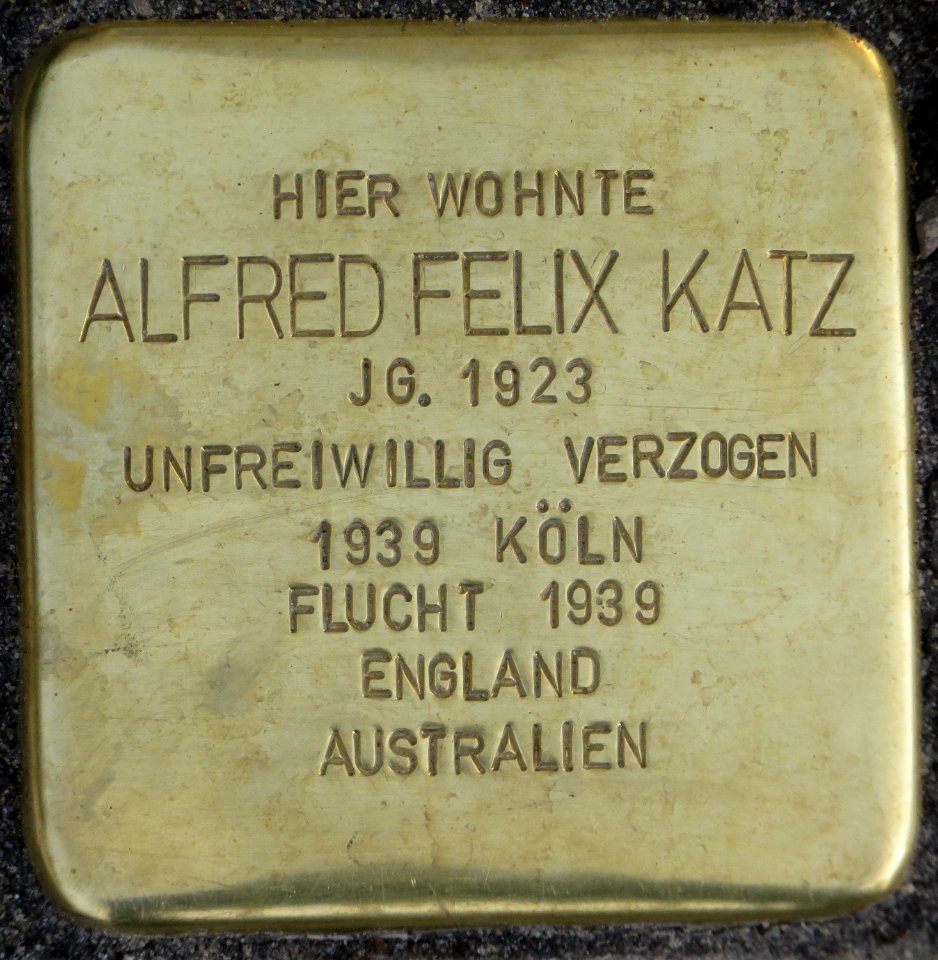 HIER WOHNTE
ALFRED FELIX KATZ
JG. 1923
UNFREIWILLIG VERZOGEN
1939 KÖLN
FLUCHT 1939
ENGLAND
AUSTRALIEN